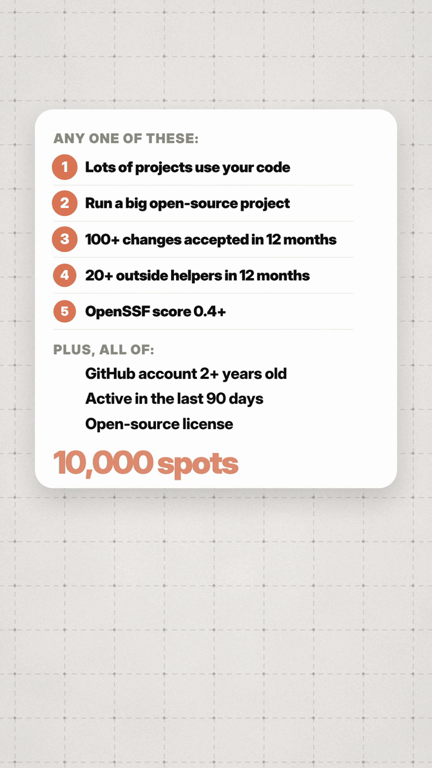 ANY ONE OF THESE:
1 Lots of projects use your code
2 Run a big open-source project
3 100+ changes accepted in 12 months
4 20+ outside helpers in 12 months
5 OpenSSF score 0.4+
PLUS, ALL OF:
GitHub account 2+ years old
Active in the last 90 days
Open-source license
10,000 spots